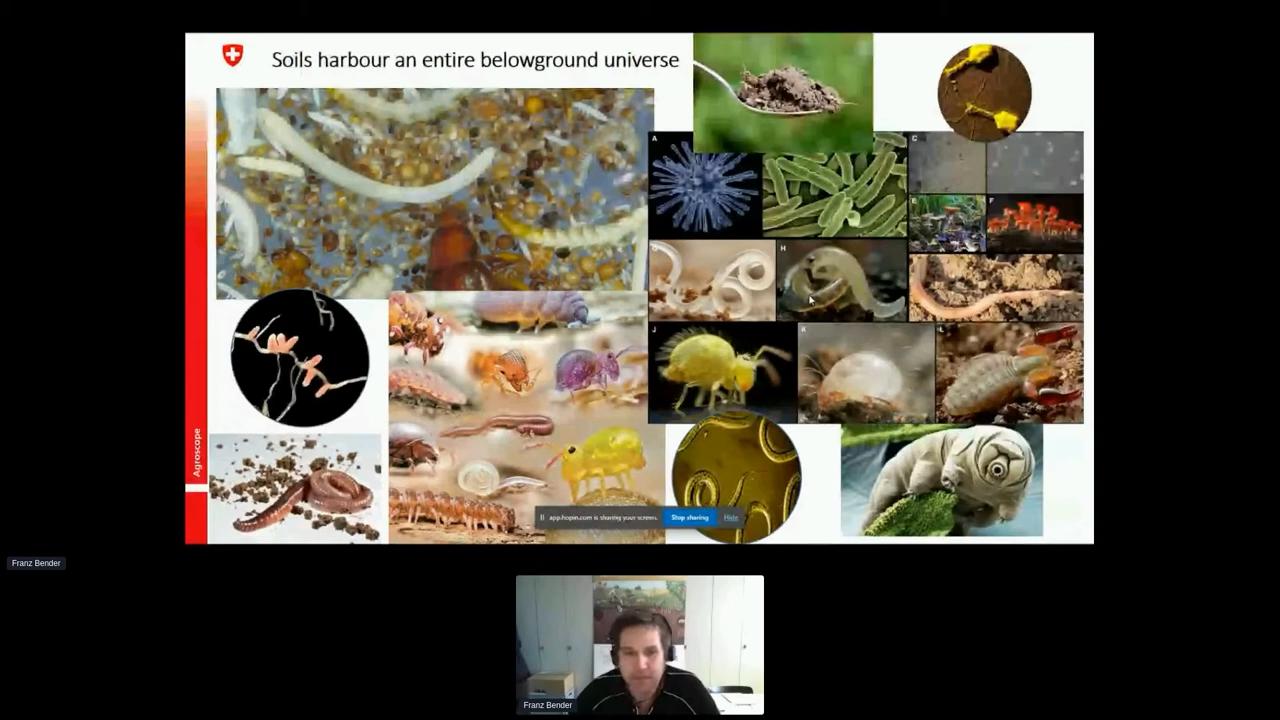 Soils harbour an entire belowground universe
A
C
E
F
H
J
K
L
Agroscope
app.hopin.com is sharing your screen.
Stop sharing
Hide
Franz Bender
Franz Bender